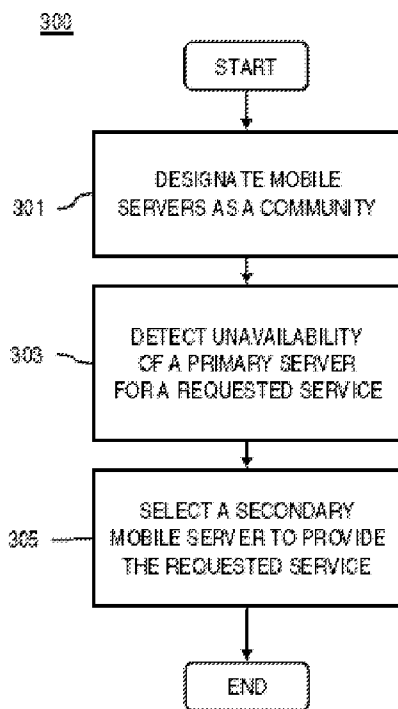 300
START
301
DESIGNATE MOBILE
SERVERS AS A COMMUNITY
303
DETECT UNAVAILABILITY
OF A PRIMARY SERVER
FOR A REQUESTED SERVICE
305
SELECT A SECONDARY
MOBILE SERVER TO PROVIDE
THE REQUESTED SERVICE
END